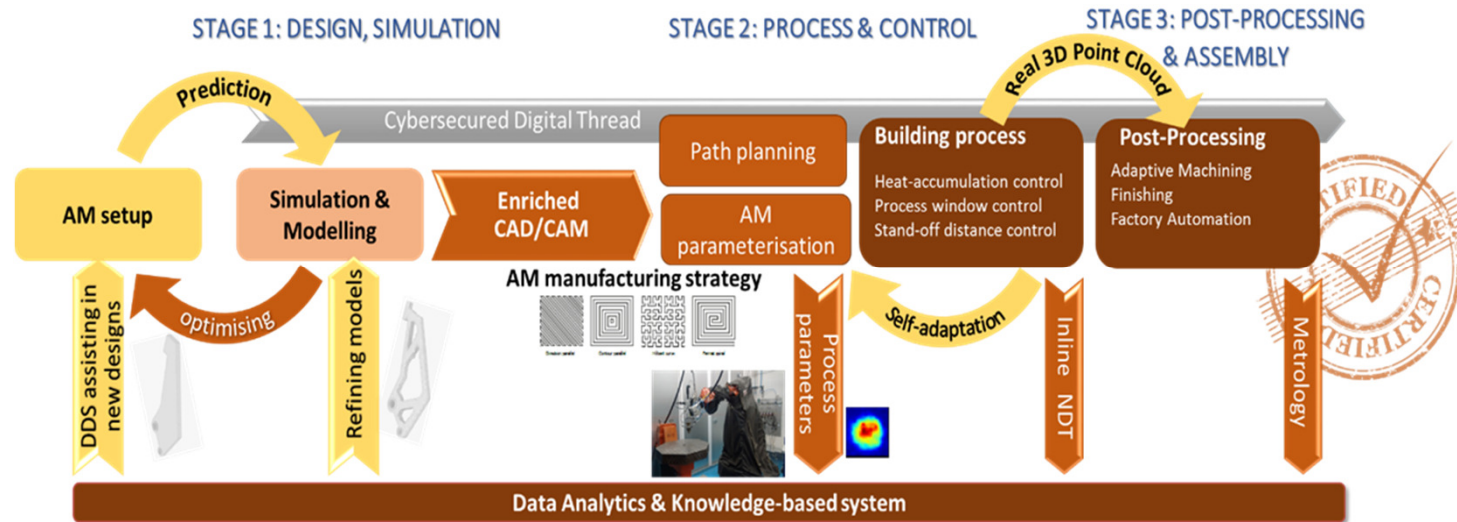 STAGE 1: DESIGN, SIMULATION
STAGE 2: PROCESS & CONTROL
STAGE 3: POST-PROCESSING
& ASSEMBLY
Prediction
Real 3D Point Cloud
Cybersecured Digital Thread
AM setup
Simulation &
Modelling
Enriched
CAD/CAM
Path planning
AM
parameterisation
Building process
Heat-accumulation control
Process window control
Stand-off distance control
Post-Processing
Adaptive Machining
Finishing
Factory Automation
CERTIFIED
optimising
AM manufacturing strategy
Self-adaptation
DDS assisting in
new designs
Refining models
Process
parameters
Inline NDT
Metrology
Data Analytics & Knowledge-based system